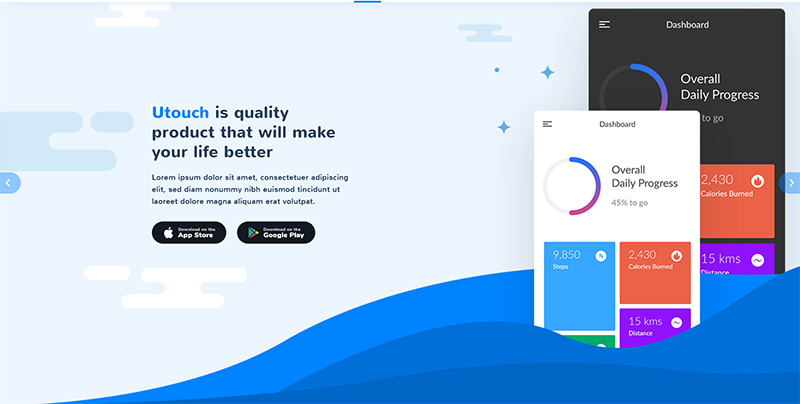 Utouch is quality
product that will make
your life better
Lorem ipsum dolor sit amet, consectetuer adipiscing
elit, sed diam nonummy nibh euismod tincidunt ut
laoreet dolore magna aliquam erat volutpat.
Download on the
App Store
Download on the
Google Play
Dashboard
Overall
Daily Progress
to go
2,430
Calories Burned
15 kms
Distance
Dashboard
Overall
Daily Progress
45% to go
9,850
Steps
2,430
Calories Burned
15 kms
Distance